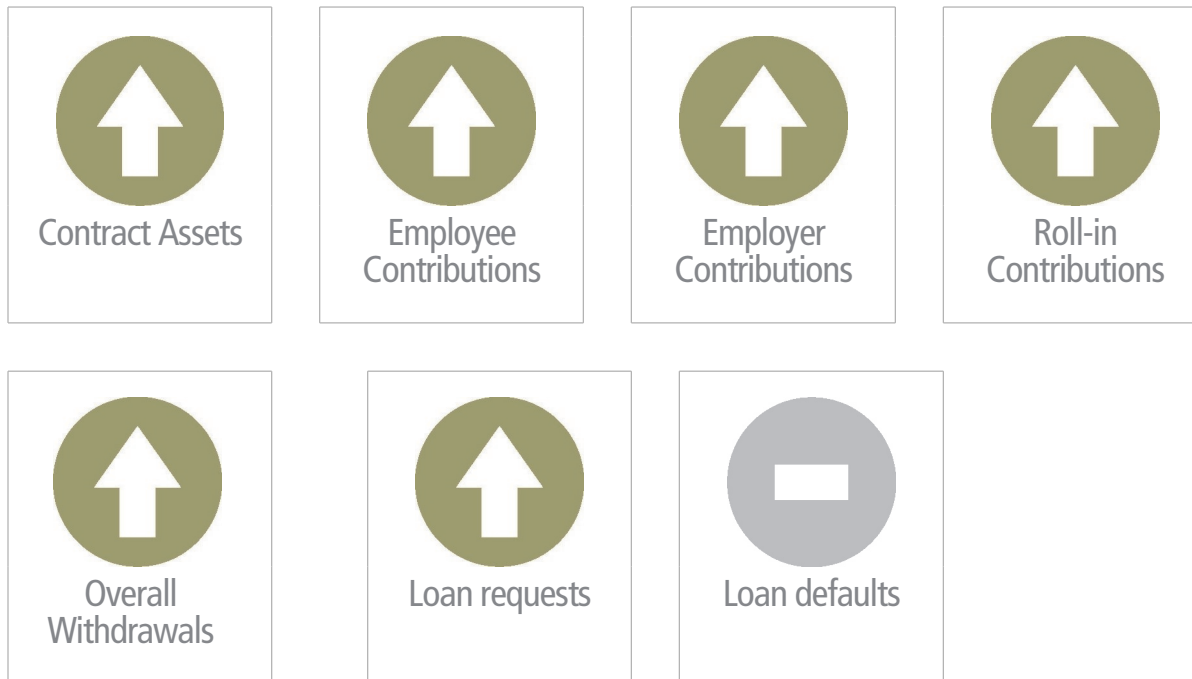 Contract Assets
Employee
Contributions
Employer
Contributions
Roll-in
Contributions
Overall
Withdrawals
Loan requests
Loan defaults